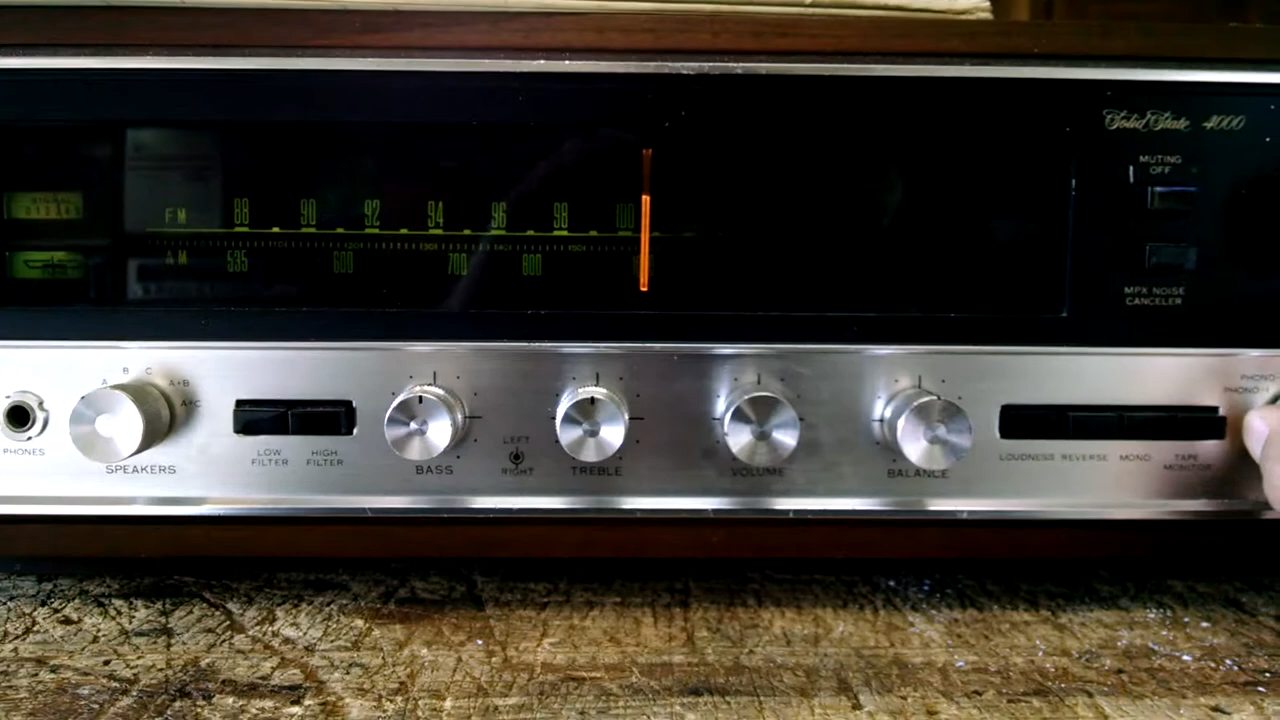 Solid State 4000
MUTING
OFF
FM
88 90 92 94 96 98 100
AM
535 600 700 800
MPX NOISE
CANCELER
A B C A+B A+C
PHONES
SPEAKERS
LOW
FILTER
HIGH
FILTER
BASS
LEFT
RIGHT
TREBLE
VOLUME
BALANCE
LOUDNESS REVERSE MONO TAPE
MONITOR